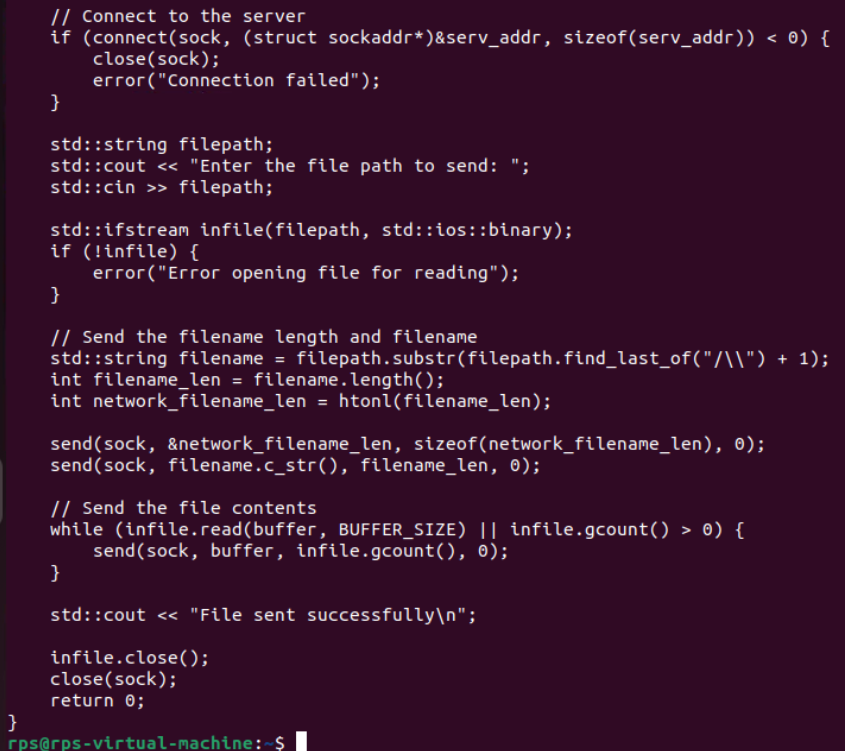 // Connect to the server
    if (connect(sock, (struct sockaddr*)&serv_addr, sizeof(serv_addr)) < 0) {
        close(sock);
        error("Connection failed");
    }

    std::string filepath;
    std::cout << "Enter the file path to send: ";
    std::cin >> filepath;

    std::ifstream infile(filepath, std::ios::binary);
    if (!infile) {
        error("Error opening file for reading");
    }

    // Send the filename length and filename
    std::string filename = filepath.substr(filepath.find_last_of("/\\") + 1);
    int filename_len = filename.length();
    int network_filename_len = htonl(filename_len);

    send(sock, &network_filename_len, sizeof(network_filename_len), 0);
    send(sock, filename.c_str(), filename_len, 0);

    // Send the file contents
    while (infile.read(buffer, BUFFER_SIZE) || infile.gcount() > 0) {
        send(sock, buffer, infile.gcount(), 0);
    }

    std::cout << "File sent successfully\n";

    infile.close();
    close(sock);
    return 0;
}
rps@rps-virtual-machine:~$